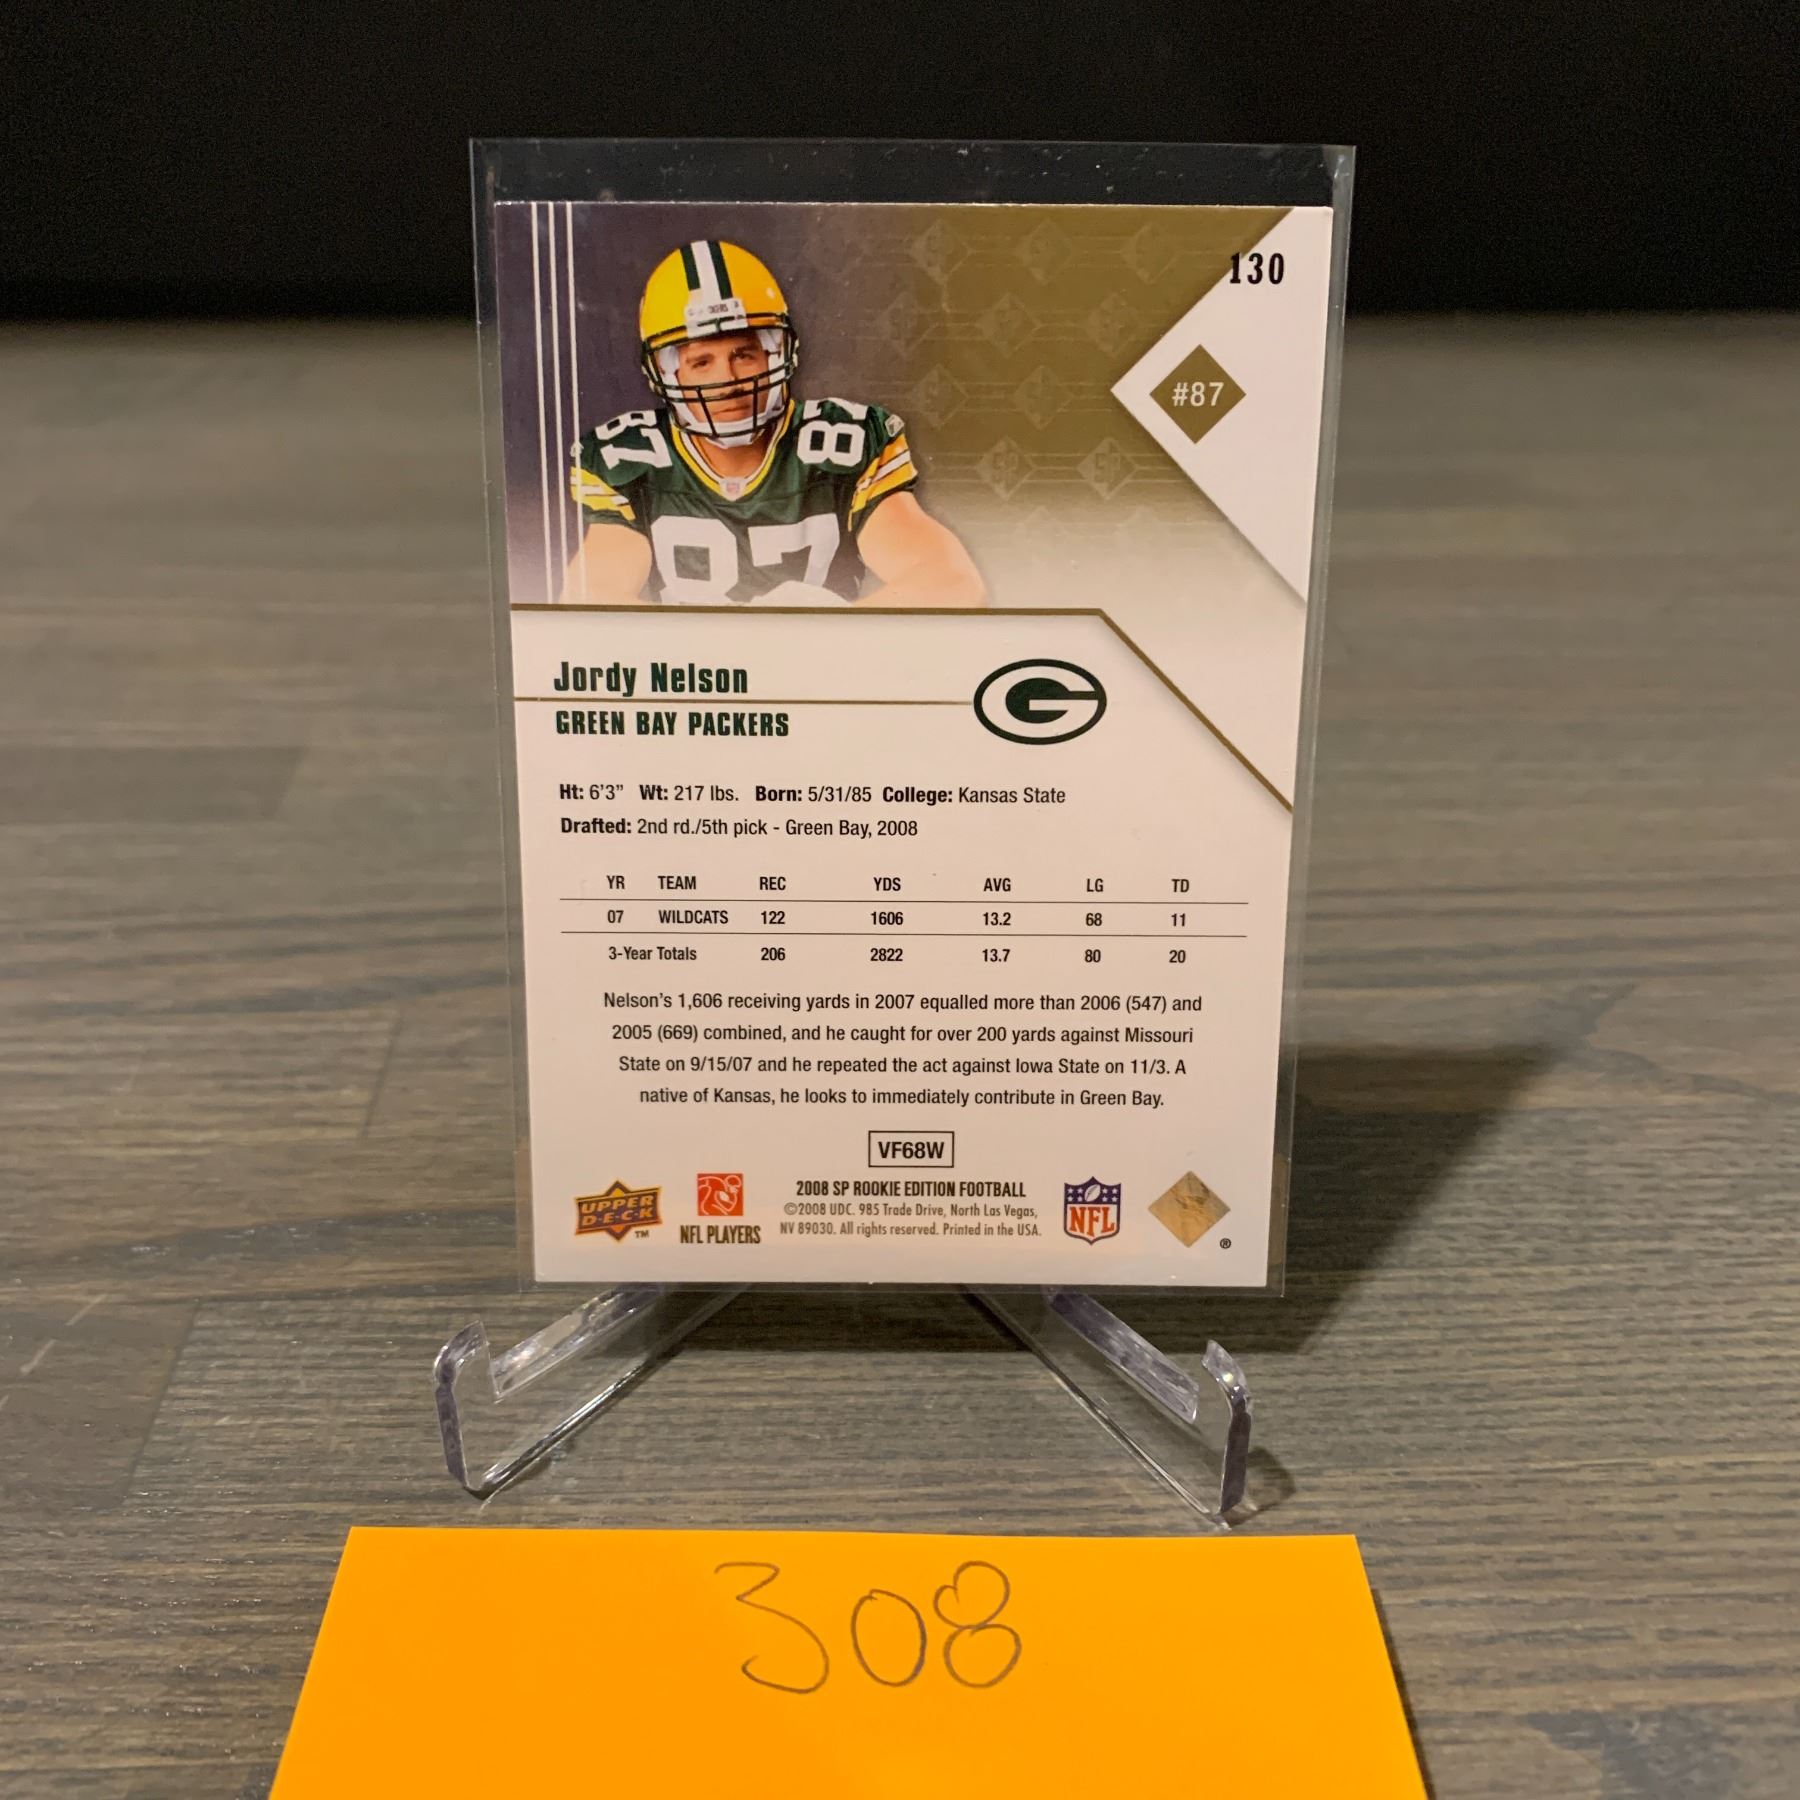 130
#87
87
87
87
Jordy Nelson
GREEN BAY PACKERS
G
Ht: 6'3" Wt: 217 lbs. Born: 5/31/85 College: Kansas State
Drafted: 2nd rd./5th pick - Green Bay, 2008
YR TEAM REC YDS AVG LG TD
07 WILDCATS 122 1606 13.2 68 11
3-Year Totals 206 2822 13.7 80 20
Nelson's 1,606 receiving yards in 2007 equalled more than 2006 (547) and
2005 (669) combined, and he caught for over 200 yards against Missouri
State on 9/15/07 and he repeated the act against Iowa State on 11/3. A
native of Kansas, he looks to immediately contribute in Green Bay.
VF68W
UPPER
D·E·C·K
TM
NFL PLAYERS
2008 SP ROOKIE EDITION FOOTBALL
©2008 UDC. 985 Trade Drive, North Las Vegas,
NV 89030. All rights reserved. Printed in the USA.
NFL
®
308